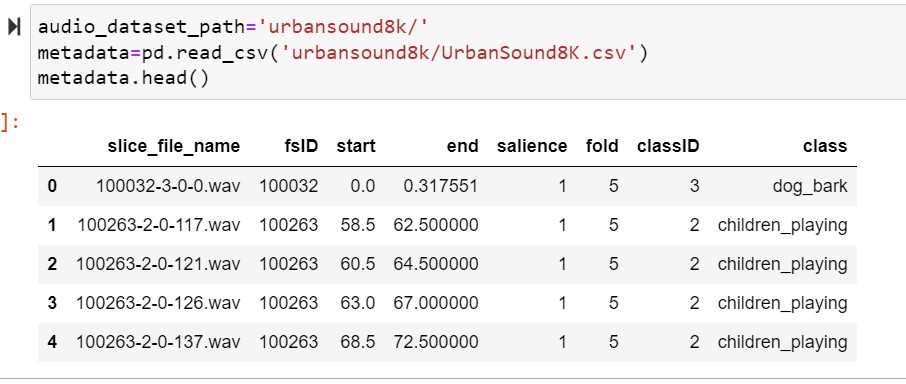 audio_dataset_path='urbansound8k/'
metadata=pd.read_csv('urbansound8k/UrbanSound8K.csv')
metadata.head()
]:
slice_file_name fsID start end salience fold classID class
0 100032-3-0-0.wav 100032 0.0 0.317551 1 5 3 dog_bark
1 100263-2-0-117.wav 100263 58.5 62.500000 1 5 2 children_playing
2 100263-2-0-121.wav 100263 60.5 64.500000 1 5 2 children_playing
3 100263-2-0-126.wav 100263 63.0 67.000000 1 5 2 children_playing
4 100263-2-0-137.wav 100263 68.5 72.500000 1 5 2 children_playing